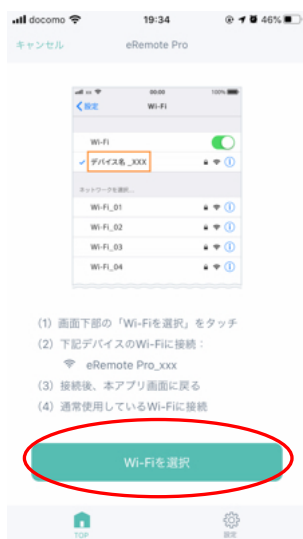 docomo 19:34 46%
キャンセル eRemote Pro
00:00 100%
設定 Wi-Fi
Wi-Fi
デバイス名_XXX
ネットワークを選択...
Wi-Fi_01
Wi-Fi_02
Wi-Fi_03
Wi-Fi_04
(1) 画面下部の「Wi-Fiを選択」をタッチ
(2) 下記デバイスのWi-Fiに接続：
eRemote Pro_xxx
(3) 接続後、本アプリ画面に戻る
(4) 通常使用しているWi-Fiに接続
Wi-Fiを選択
TOP 設定